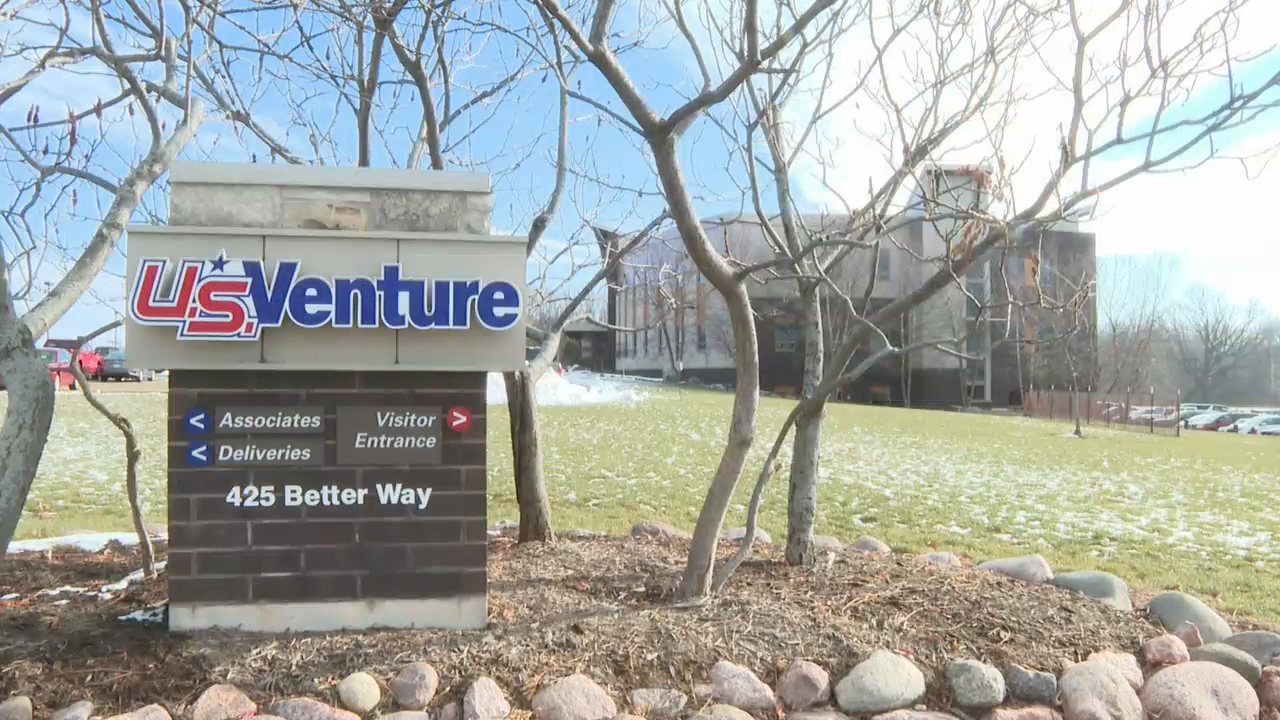 U.S. Venture
< Associates
< Deliveries
Visitor >
Entrance
425 Better Way